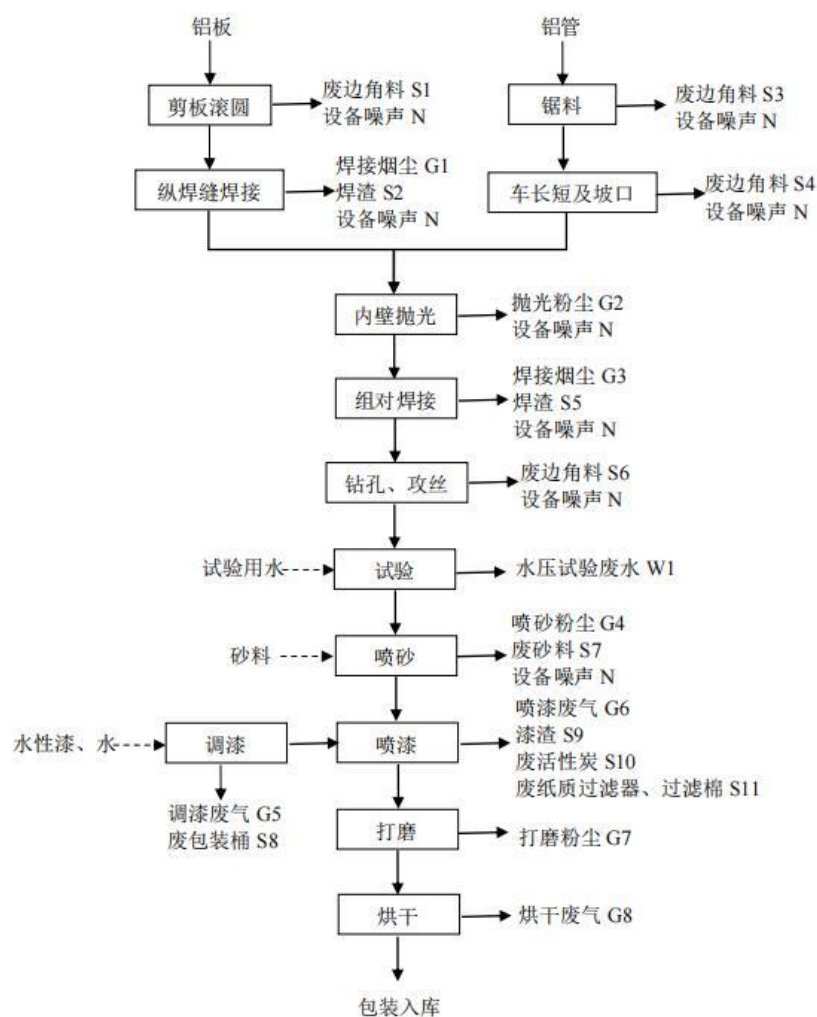 铝板
铝管
剪板滚圆
废边角料 S1
设备噪声 N
锯料
废边角料 S3
设备噪声 N
纵焊缝焊接
焊接烟尘 G1
焊渣 S2
设备噪声 N
车长短及坡口
废边角料 S4
设备噪声 N
内壁抛光
抛光粉尘 G2
设备噪声 N
组对焊接
焊接烟尘 G3
焊渣 S5
设备噪声 N
钻孔、攻丝
废边角料 S6
设备噪声 N
试验用水
试验
水压试验废水 W1
砂料
喷砂
喷砂粉尘 G4
废砂料 S7
设备噪声 N
水性漆、水
调漆
喷漆
喷漆废气 G6
漆渣 S9
废活性炭 S10
废纸质过滤器、过滤棉 S11
调漆废气 G5
废包装桶 S8
打磨
打磨粉尘 G7
烘干
烘干废气 G8
包装入库